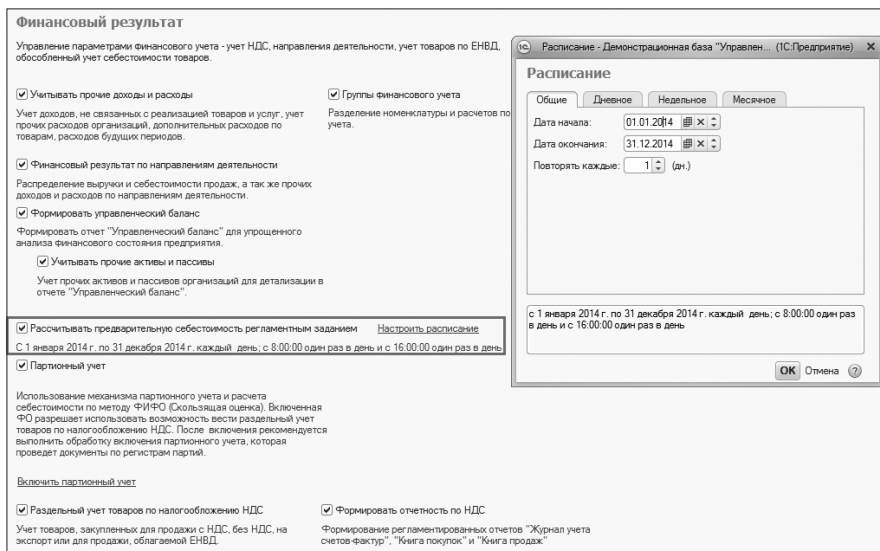 Финансовый результат
Управление параметрами финансового учета - учет НДС, направления деятельности, учет товаров по ЕНВД,
обособленный учет себестоимости товаров.
Учитывать прочие доходы и расходы
Учет доходов, не связанных с реализацией товаров и услуг, учет
прочих расходов организаций, дополнительных расходов по
товарам, расходов будущих периодов.
Группы финансового учета
Разделение номенклатуры и расчетов по
учета.
Финансовый результат по направлениям деятельности
Распределение выручки и себестоимости продаж, а так же прочих
доходов и расходов по направлениям деятельности.
Формировать управленческий баланс
Формировать отчет "Управленческий баланс" для упрощенного
анализа финансового состояния предприятия.
Учитывать прочие активы и пассивы
Учет прочих активов и пассивов организаций для детализации в
отчете "Управленческий баланс".
Рассчитывать предварительную себестоимость регламентным заданием Настроить расписание
С 1 января 2014 г. по 31 декабря 2014 г. каждый день; с 8:00:00 один раз в день и с 16:00:00 один раз в день
Партионный учет
Использование механизма партионного учета и расчета
себестоимости по методу ФИФО (Скользящая оценка). Включенная
ФО разрешает использовать возможность вести раздельный учет
товаров по налогообложению НДС. После включения рекомендуется
выполнить обработку включения партионного учета, которая
проведет документы по регистрам партий.
Включить партионный учет
Раздельный учет товаров по налогообложению НДС
Учет товаров, закупленных для продажи с НДС, без НДС, на
экспорт или для продажи, облагаемой ЕНВД.
Формировать отчетность по НДС
Формирование регламентированных отчетов "Журнал учета
счетов-фактур", "Книга покупок" и "Книга продаж"
1С Расписание - Демонстрационная база "Управлен... (1С:Предприятие)
Расписание
Общие Дневное Недельное Месячное
Дата начала: 01.01.2014
Дата окончания: 31.12.2014
Повторять каждые: 1 (дн.)
с 1 января 2014 г. по 31 декабря 2014 г. каждый день; с 8:00:00 один раз
в день и с 16:00:00 один раз в день
ОК Отмена ?